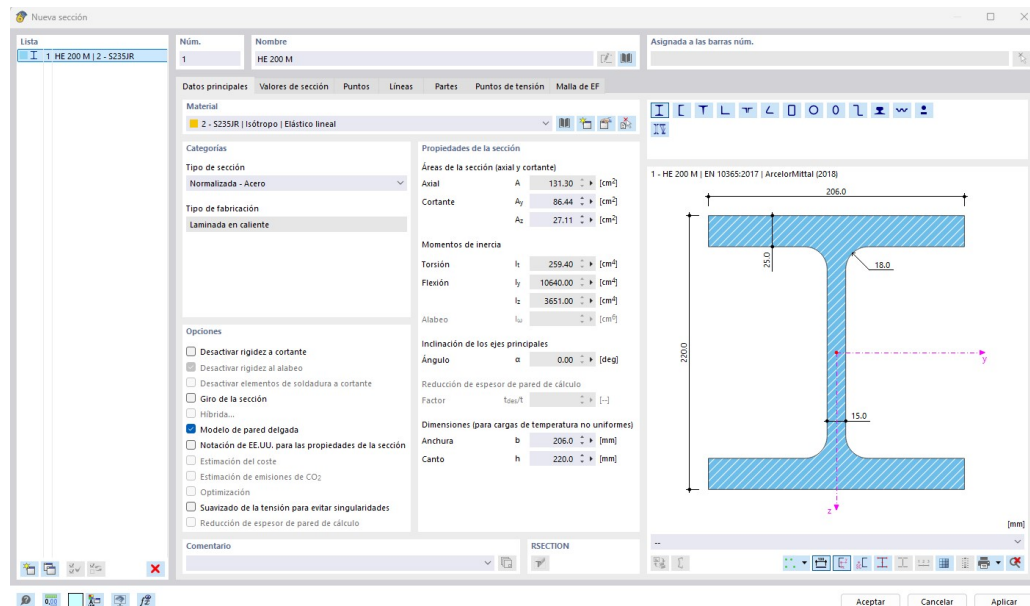 Nueva sección
Lista
1 HE 200 M | 2 - S235JR
Núm.
1
Nombre
HE 200 M
Asignada a las barras núm.
Datos principales
Valores de sección
Puntos
Líneas
Partes
Puntos de tensión
Malla de EF
Material
2 - S235JR | Isótropo | Elástico lineal
Categorías
Tipo de sección
Normalizada - Acero
Tipo de fabricación
Laminada en caliente
Opciones
Desactivar rigidez a cortante
Desactivar rigidez al alabeo
Desactivar elementos de soldadura a cortante
Giro de la sección
Híbrida...
Modelo de pared delgada
Notación de EE.UU. para las propiedades de la sección
Estimación del coste
Estimación de emisiones de CO2
Optimización
Suavizado de la tensión para evitar singularidades
Reducción de espesor de pared de cálculo
Propiedades de la sección
Áreas de la sección (axial y cortante)
Axial A 131.30 [cm2]
Cortante Ay 86.44 [cm2]
Az 27.11 [cm2]
Momentos de inercia
Torsión It 259.40 [cm4]
Flexión Iy 10640.00 [cm4]
Iz 3651.00 [cm4]
Alabeo Iω [cm6]
Inclinación de los ejes principales
Ángulo α 0.00 [deg]
Reducción de espesor de pared de cálculo
Factor tdes/t [--]
Dimensiones (para cargas de temperatura no uniformes)
Anchura b 206.0 [mm]
Canto h 220.0 [mm]
Comentario
RSECTION
1 - HE 200 M | EN 10365:2017 | ArcelorMittal (2018)
206.0
25.0
18.0
220.0
y
15.0
z
[mm]
--
0,00
Aceptar
Cancelar
Aplicar